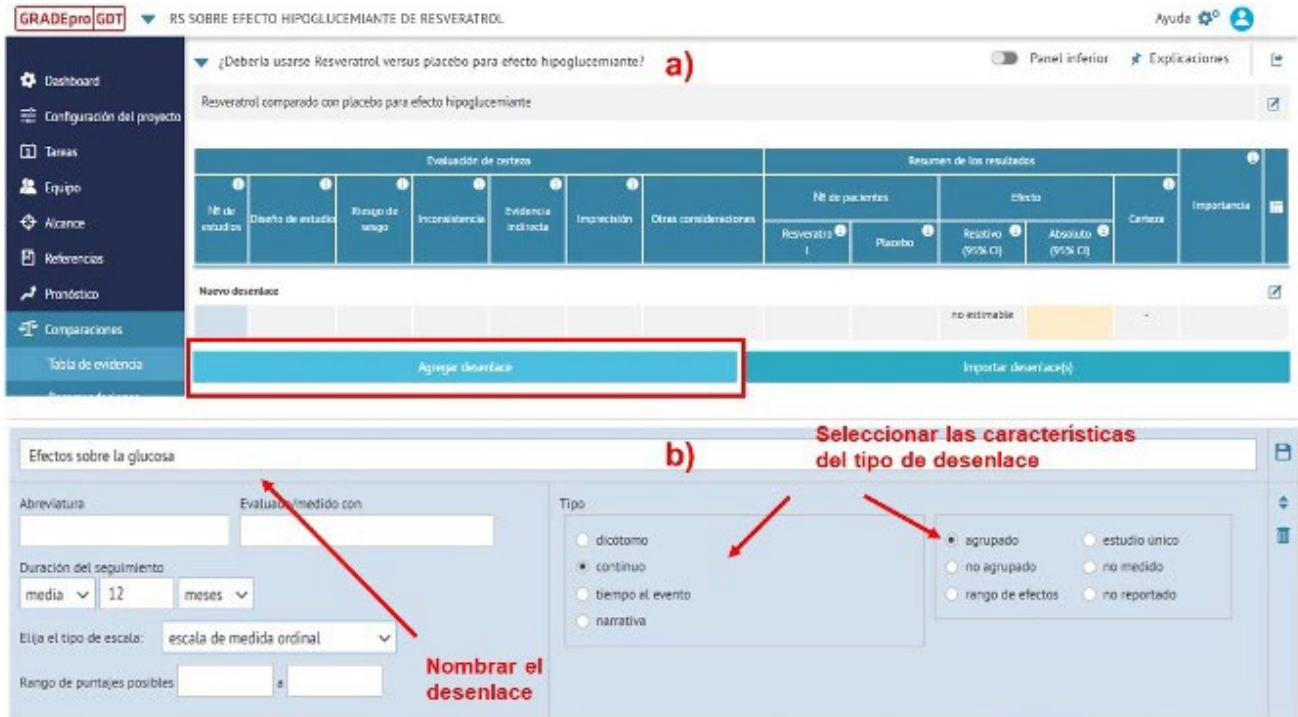 GRADEpro GDT RS SOBRE EFECTO HIPOGLUCEMIANTE DE RESVERATROL Ayuda
¿Debería usarse Resveratrol versus placebo para efecto hipoglucemiante? a) Panel inferior Explicaciones
Resveratrol comparado con placebo para efecto hipoglucemiante
Dashboard
Configuración del proyecto
Tareas
Equipo
Alcance
Referencias
Pronóstico
Comparaciones
Tabla de evidencia
Evaluación de certeza
Resumen de los resultados
Importancia
Nº de estudios
Diseño de estudio
Riesgo de sesgo
Inconsistencia
Evidencia indirecta
Imprecisión
Otras consideraciones
Nº de pacientes
Efecto
Certeza
Resveratrol
Placebo
Relativo (95% CI)
Absoluto (95% CI)
Nuevo desenlace
no estimable -
Agregar desenlace
Importar desenlace(s)
b)
Seleccionar las características
del tipo de desenlace
Efectos sobre la glucosa
Abreviatura
Evaluado/medido con
Duración del seguimiento
media 12 meses
Elija el tipo de escala: escala de medida ordinal
Rango de puntajes posibles a
Nombrar el
desenlace
Tipo
dicótomo
continuo
tiempo al evento
narrativa
agrupado
no agrupado
rango de efectos
estudio único
no medido
no reportado